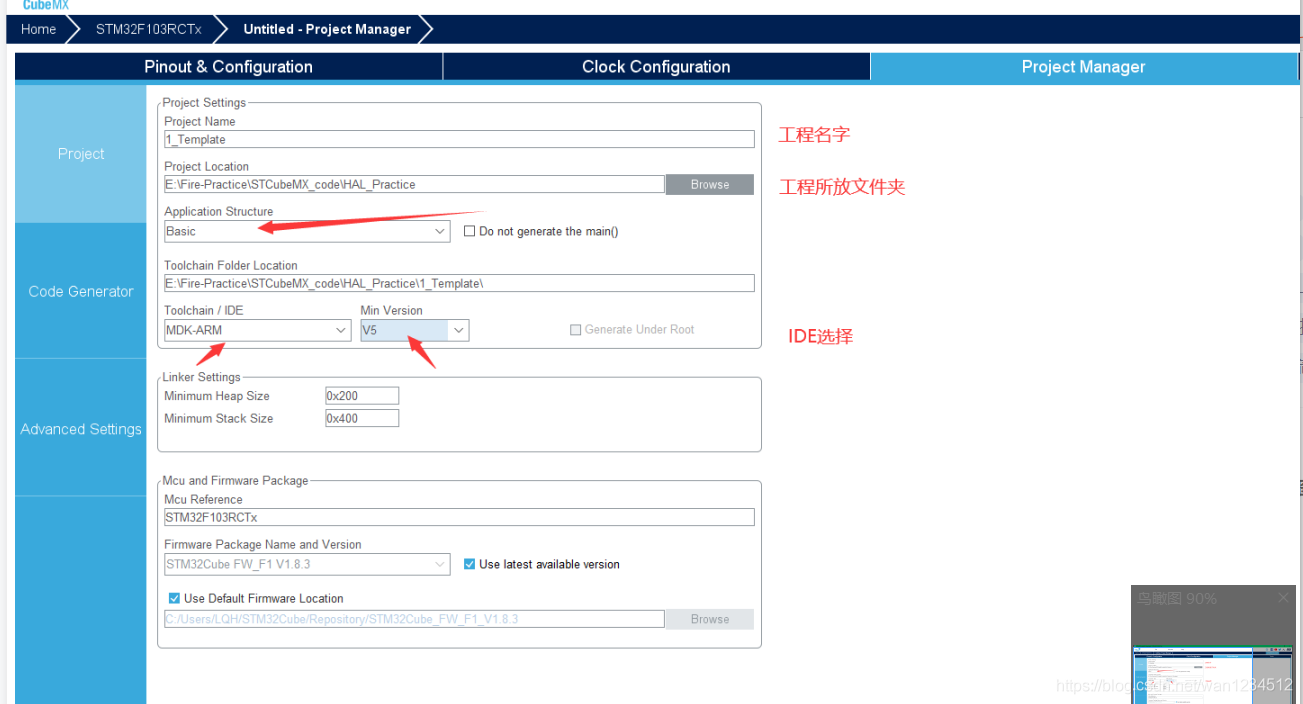 CubeMX
Home STM32F103RCTx Untitled - Project Manager
Pinout & Configuration Clock Configuration Project Manager
Project
Code Generator
Advanced Settings
Project Settings
Project Name
1_Template
工程名字
Project Location
E:\Fire-Practice\STCubeMX_code\HAL_Practice Browse
工程所放文件夹
Application Structure
Basic Do not generate the main()
Toolchain Folder Location
E:\Fire-Practice\STCubeMX_code\HAL_Practice\1_Template\
Toolchain / IDE Min Version
MDK-ARM V5 Generate Under Root
IDE选择
Linker Settings
Minimum Heap Size 0x200
Minimum Stack Size 0x400
Mcu and Firmware Package
Mcu Reference
STM32F103RCTx
Firmware Package Name and Version
STM32Cube FW_F1 V1.8.3 Use latest available version
Use Default Firmware Location
C:/Users/LQH/STM32Cube/Repository/STM32Cube_FW_F1_V1.8.3 Browse
鸟瞰图 90%
https://blog.csdn.net/wan1234512